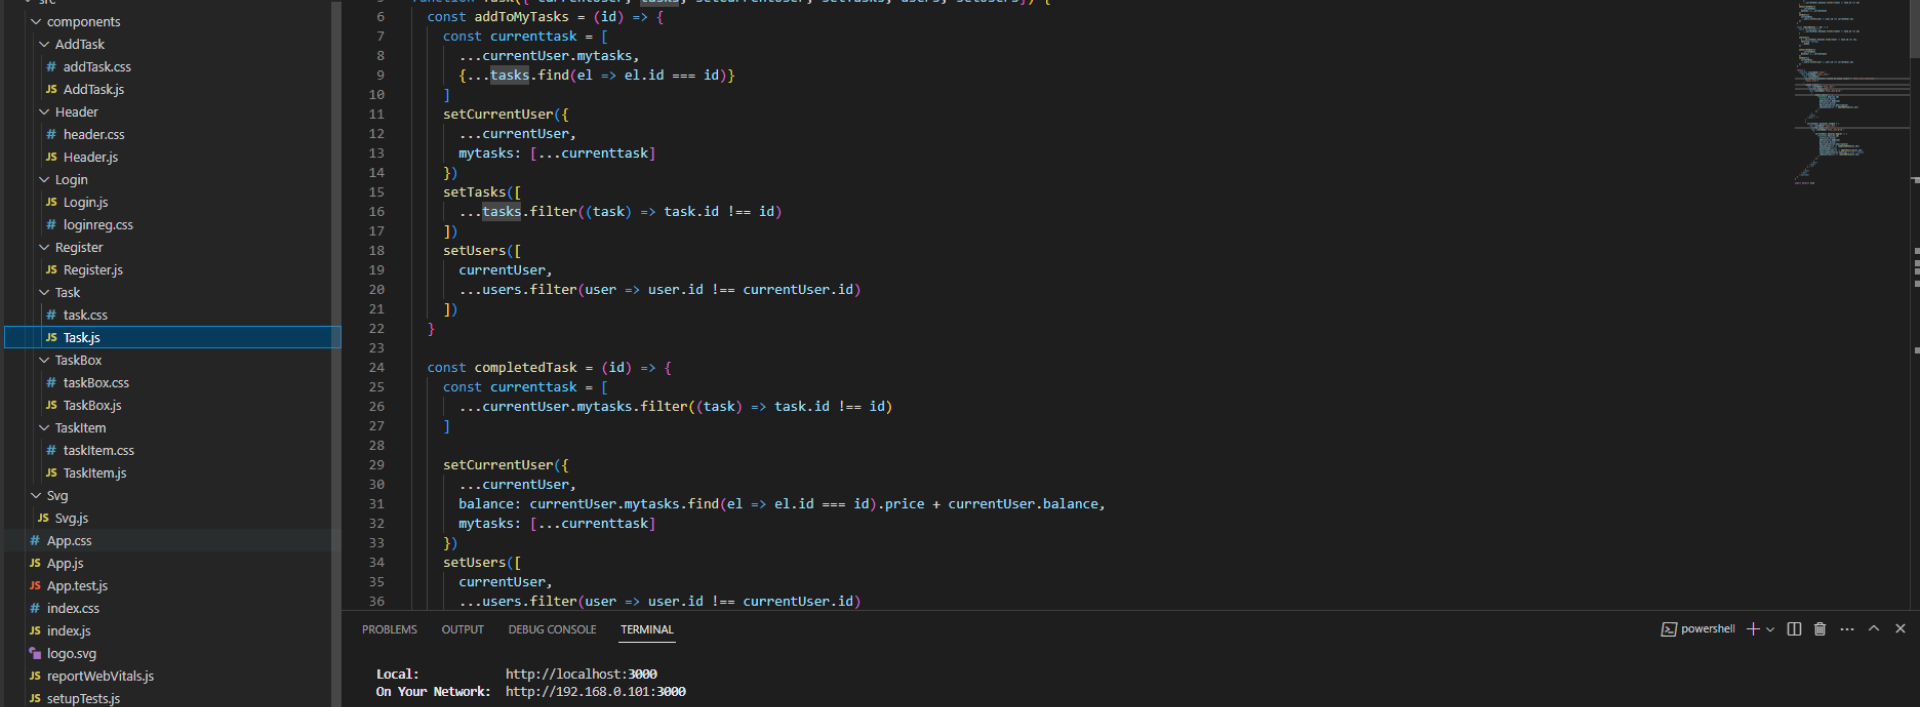 src
components
AddTask
# addTask.css
JS AddTask.js
Header
# header.css
JS Header.js
Login
JS Login.js
# loginreg.css
Register
JS Register.js
Task
# task.css
JS Task.js
TaskBox
# taskBox.css
JS TaskBox.js
TaskItem
# taskItem.css
JS TaskItem.js
Svg
JS Svg.js
# App.css
JS App.js
JS App.test.js
# index.css
JS index.js
logo.svg
JS reportWebVitals.js
JS setupTests.js
5 function Task({ currentUser, tasks, setCurrentUser, setTasks, users, setUsers}) {
6 const addToMyTasks = (id) => {
7 const currenttask = [
8 ...currentUser.mytasks,
9 {...tasks.find(el => el.id === id)}
10 ]
11 setCurrentUser({
12 ...currentUser,
13 mytasks: [...currenttask]
14 })
15 setTasks([
16 ...tasks.filter((task) => task.id !== id)
17 ])
18 setUsers([
19 currentUser,
20 ...users.filter(user => user.id !== currentUser.id)
21 ])
22 }
23
24 const completedTask = (id) => {
25 const currenttask = [
26 ...currentUser.mytasks.filter((task) => task.id !== id)
27 ]
28
29 setCurrentUser({
30 ...currentUser,
31 balance: currentUser.mytasks.find(el => el.id === id).price + currentUser.balance,
32 mytasks: [...currenttask]
33 })
34 setUsers([
35 currentUser,
36 ...users.filter(user => user.id !== currentUser.id)
PROBLEMS OUTPUT DEBUG CONSOLE TERMINAL powershell
Local: http://localhost:3000
On Your Network: http://192.168.0.101:3000